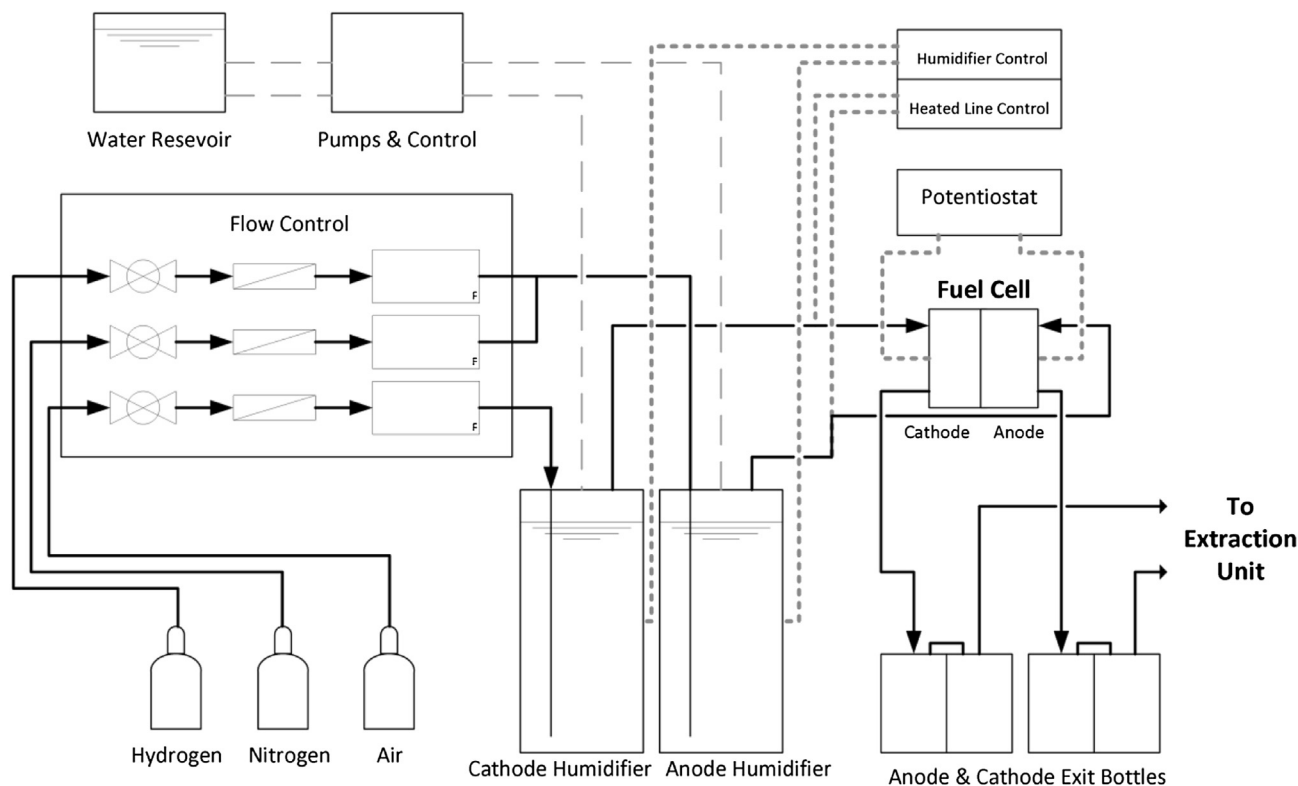 Humidifier Control
Heated Line Control
Water Resevoir
Pumps & Control
Potentiostat
Flow Control
F
F
F
Fuel Cell
Cathode
Anode
To
Extraction
Unit
Hydrogen
Nitrogen
Air
Cathode Humidifier
Anode Humidifier
Anode & Cathode Exit Bottles